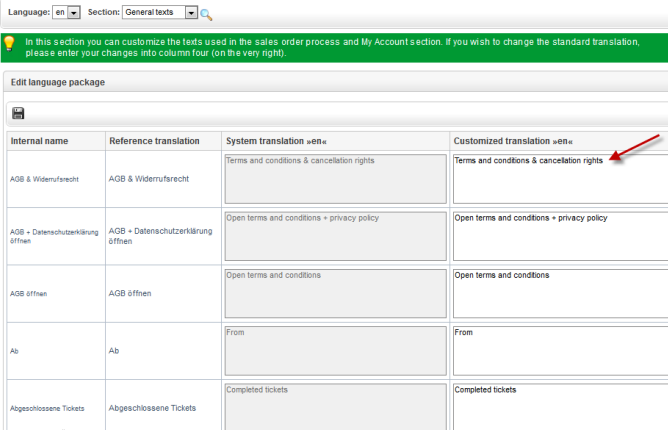 Language: en Section: General texts
In this section you can customize the texts used in the sales order process and My Account section. If you wish to change the standard translation,
please enter your changes into column four (on the very right).
Edit language package
Internal name Reference translation System translation »en« Customized translation »en«
AGB & Widerrufsrecht AGB & Widerrufsrecht Terms and conditions & cancellation rights Terms and conditions & cancellation rights
AGB + Datenschutzerklärung AGB + Datenschutzerklärung Open terms and conditions + privacy policy Open terms and conditions + privacy policy
öffnen öffnen
AGB öffnen AGB öffnen Open terms and conditions Open terms and conditions
Ab Ab From From
Abgeschlossene Tickets Abgeschlossene Tickets Completed tickets Completed tickets